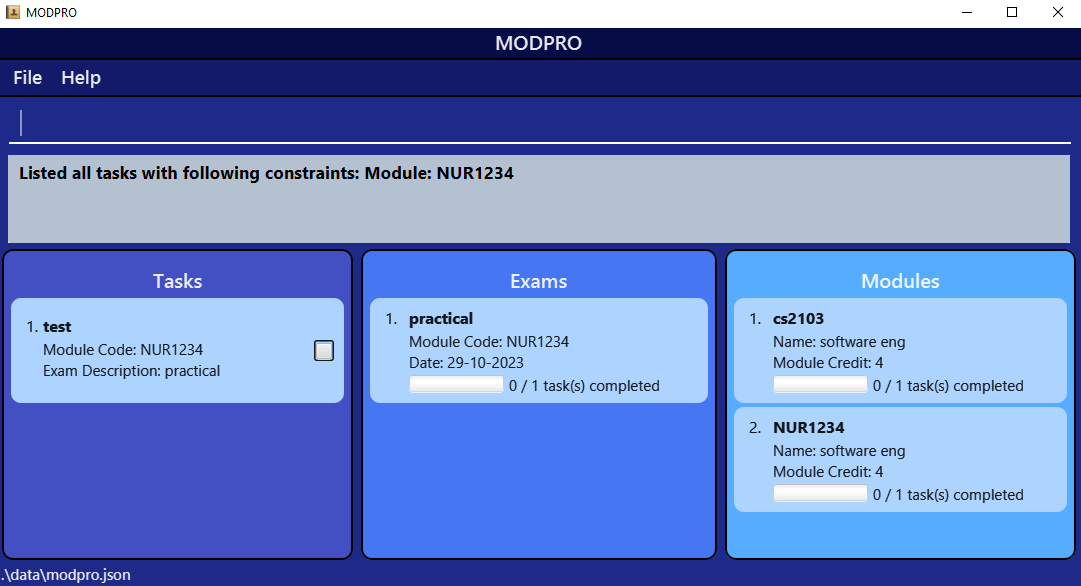 MODPRO
MODPRO
File Help
Listed all tasks with following constraints: Module: NUR1234
Tasks
1. test
Module Code: NUR1234
Exam Description: practical
Exams
1. practical
Module Code: NUR1234
Date: 29-10-2023
0 / 1 task(s) completed
Modules
1. cs2103
Name: software eng
Module Credit: 4
0 / 1 task(s) completed
2. NUR1234
Name: software eng
Module Credit: 4
0 / 1 task(s) completed
.\data\modpro.json